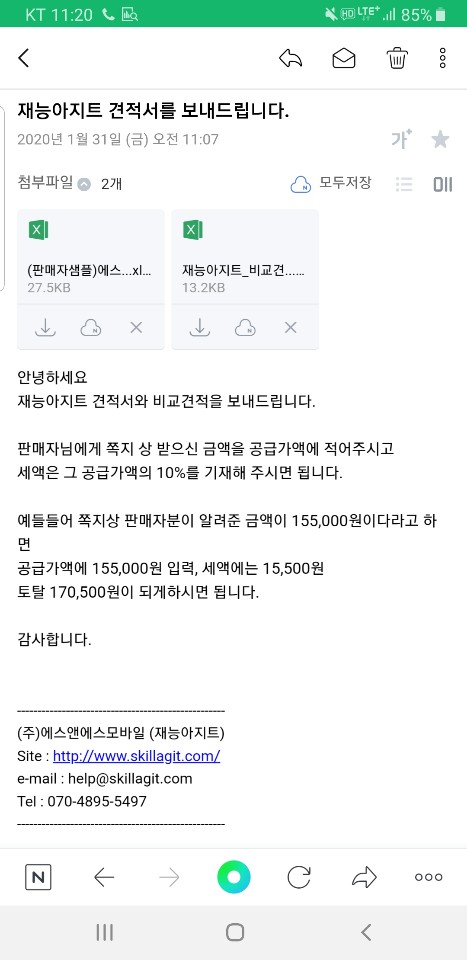 KT 11:20
HD LTE+ 85%
재능아지트 견적서를 보내드립니다.
2020년 1월 31일 (금) 오전 11:07
가+
첨부파일 2개
N 모두저장
X X
(판매자샘플)에스...xl... 재능아지트_비교견......
27.5KB 13.2KB
N N
안녕하세요
재능아지트 견적서와 비교견적을 보내드립니다.
판매자님에게 쪽지 상 받으신 금액을 공급가액에 적어주시고
세액은 그 공급가액의 10%를 기재해 주시면 됩니다.
예들들어 쪽지상 판매자분이 알려준 금액이 155,000원이다라고 하
면
공급가액에 155,000원 입력, 세액에는 15,500원
토탈 170,500원이 되게하시면 됩니다.
감사합니다.
----------------------------------------------------
(주)에스앤에스모바일 (재능아지트)
Site : http://www.skillagit.com/
e-mail : help@skillagit.com
Tel : 070-4895-5497
----------------------------------------------------
N